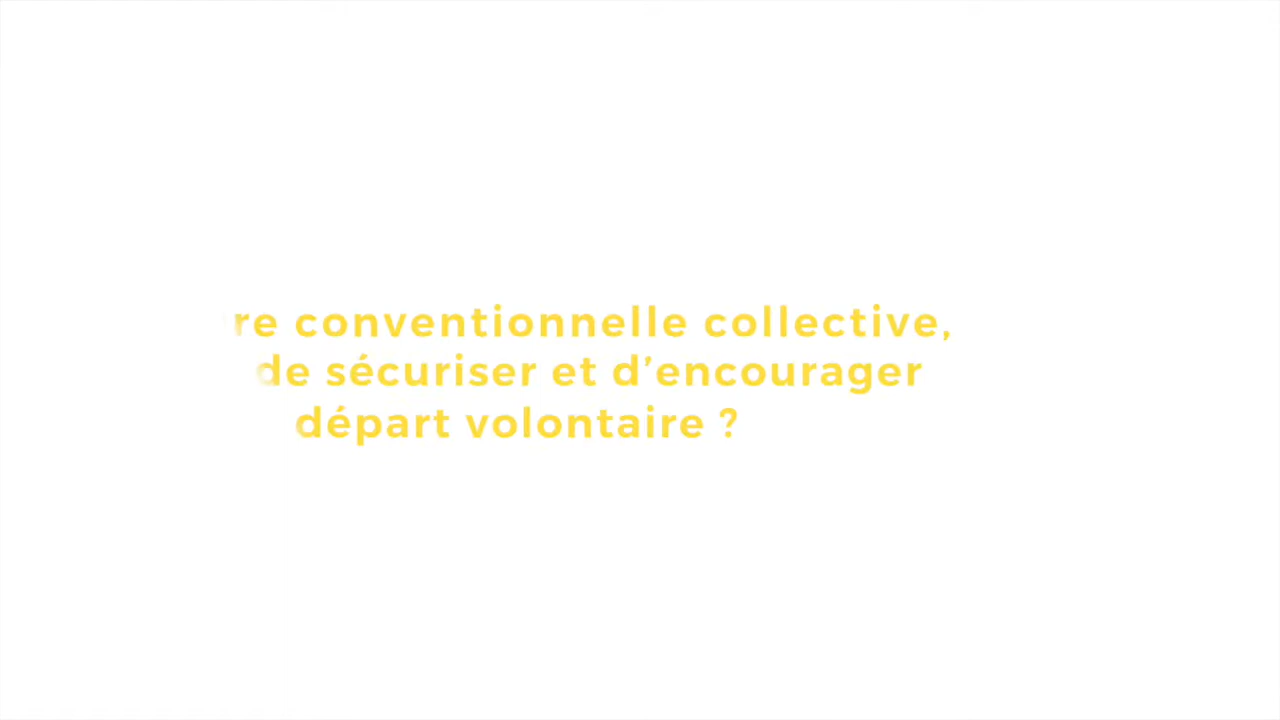 re conventionnelle collective,
de sécuriser et d’encourager
départ volontaire ?